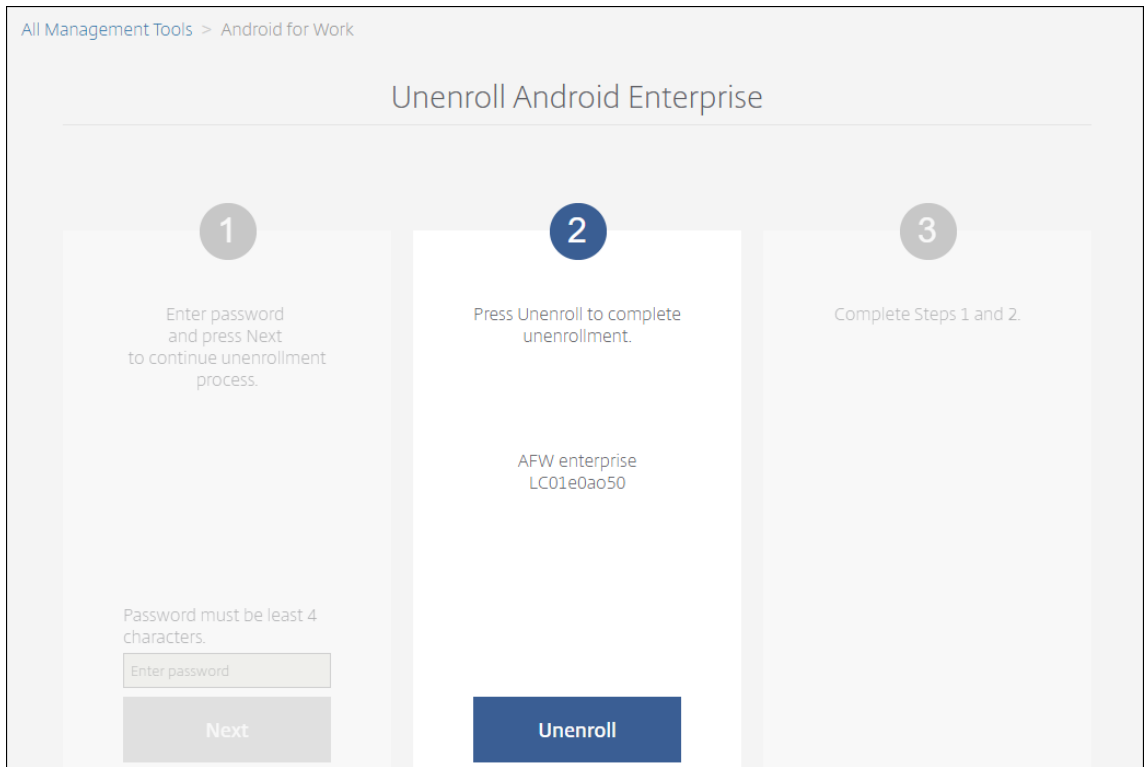 All Management Tools > Android for Work
Unenroll Android Enterprise
1
Enter password
and press Next
to continue unenrollment
process.
Password must be least 4
characters.
Enter password
Next
2
Press Unenroll to complete
unenrollment.
AFW enterprise
LC01e0ao50
Unenroll
3
Complete Steps 1 and 2.